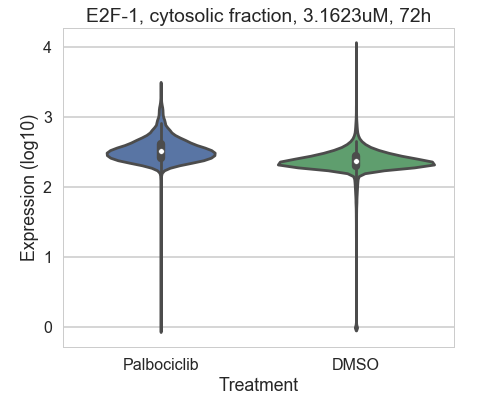 E2F-1, cytosolic fraction, 3.1623uM, 72h
4
3
2
1
0
Expression (log10)
Palbociclib
DMSO
Treatment